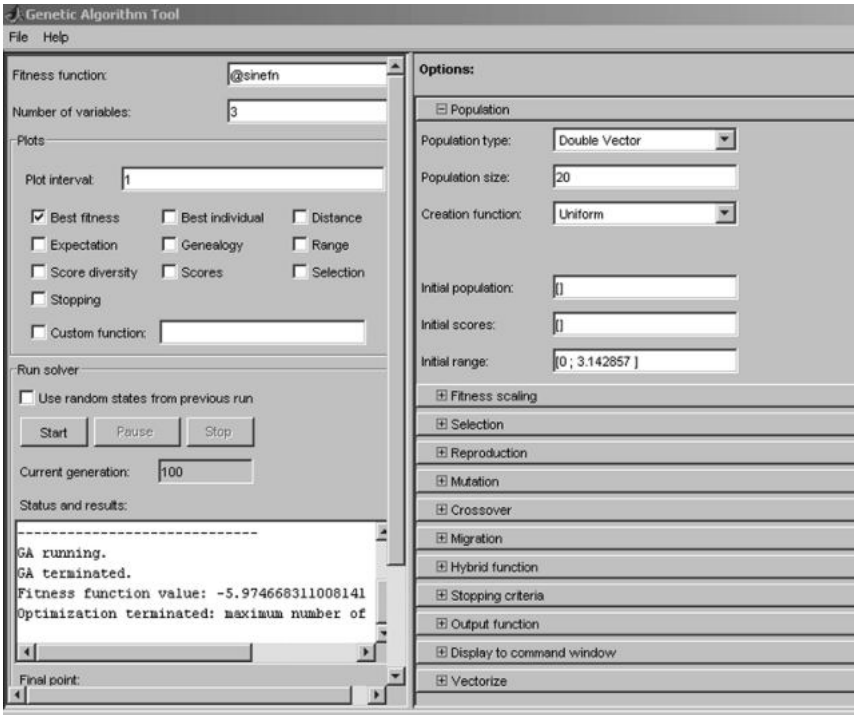 Genetic Algorithm Tool
File Help
Fitness function: @sinefn
Number of variables: 3
Plots
Plot interval: 1
Best fitness Best individual Distance
Expectation Genealogy Range
Score diversity Scores Selection
Stopping
Custom function:
Run solver
Use random states from previous run
Start Pause Stop
Current generation: 100
Status and results:
------------------------------
GA running.
GA terminated.
Fitness function value: -5.974668311008141
Optimization terminated: maximum number of
Final point:
Options:
Population
Population type: Double Vector
Population size: 20
Creation function: Uniform
Initial population: []
Initial scores: []
Initial range: [0 ; 3.142857 ]
Fitness scaling
Selection
Reproduction
Mutation
Crossover
Migration
Hybrid function
Stopping criteria
Output function
Display to command window
Vectorize